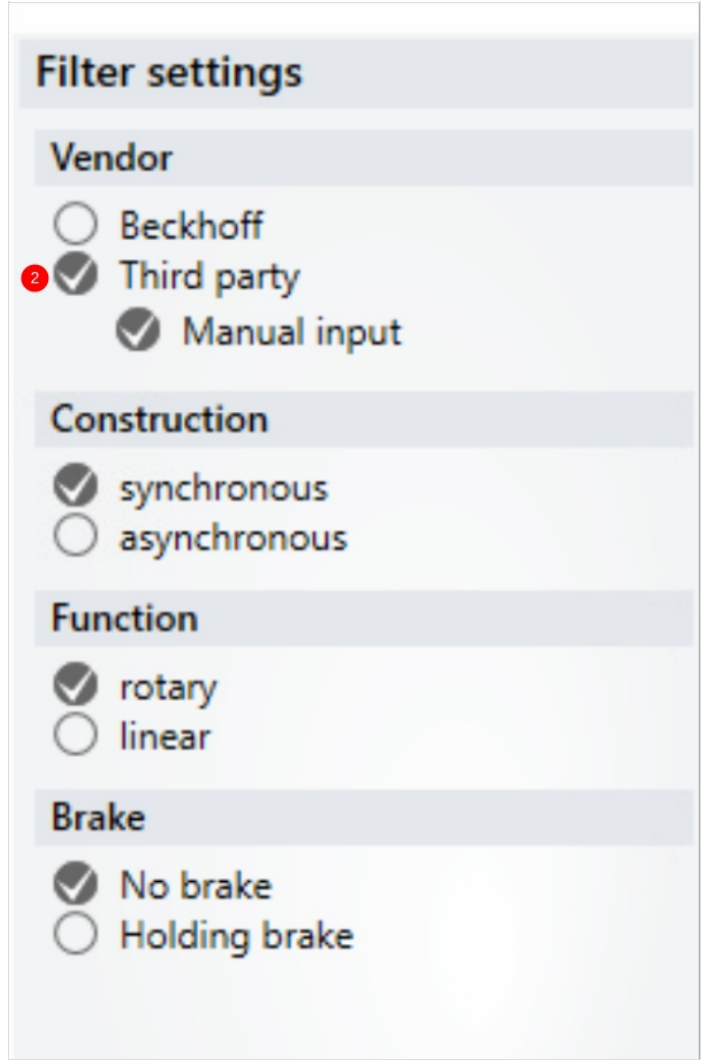 Filter settings
Vendor
Beckhoff
2 Third party
Manual input
Construction
synchronous
asynchronous
Function
rotary
linear
Brake
No brake
Holding brake